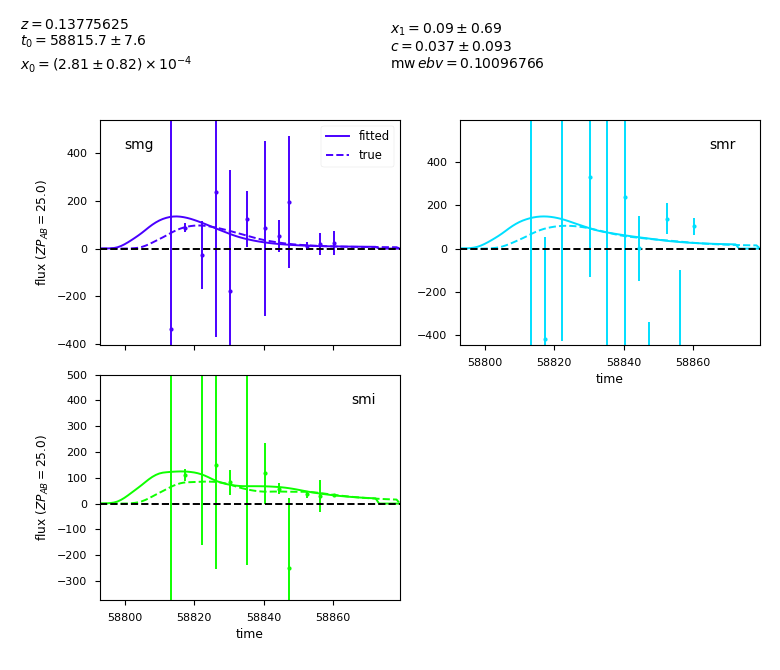 z = 0.13775625
t₀ = 58815.7 ± 7.6
x₀ = (2.81 ± 0.82) × 10⁻⁴
x₁ = 0.09 ± 0.69
c = 0.037 ± 0.093
mw ebv = 0.10096766
smg
fitted
true
400
200
0
−200
−400
flux (ZP_AB = 25.0)
smr
400
200
0
−200
−400
58800 58820 58840 58860
time
smi
500
400
300
200
100
0
−100
−200
−300
flux (ZP_AB = 25.0)
58800 58820 58840 58860
time